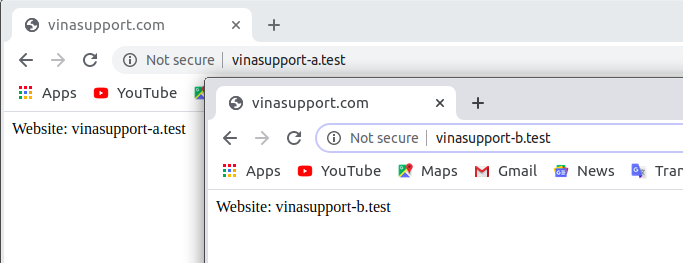 vinasupport.com
Not secure | vinasupport-a.test
Apps YouTube
Website: vinasupport-a.test
vinasupport.com
Not secure | vinasupport-b.test
Apps YouTube Maps Gmail News Tran
Website: vinasupport-b.test